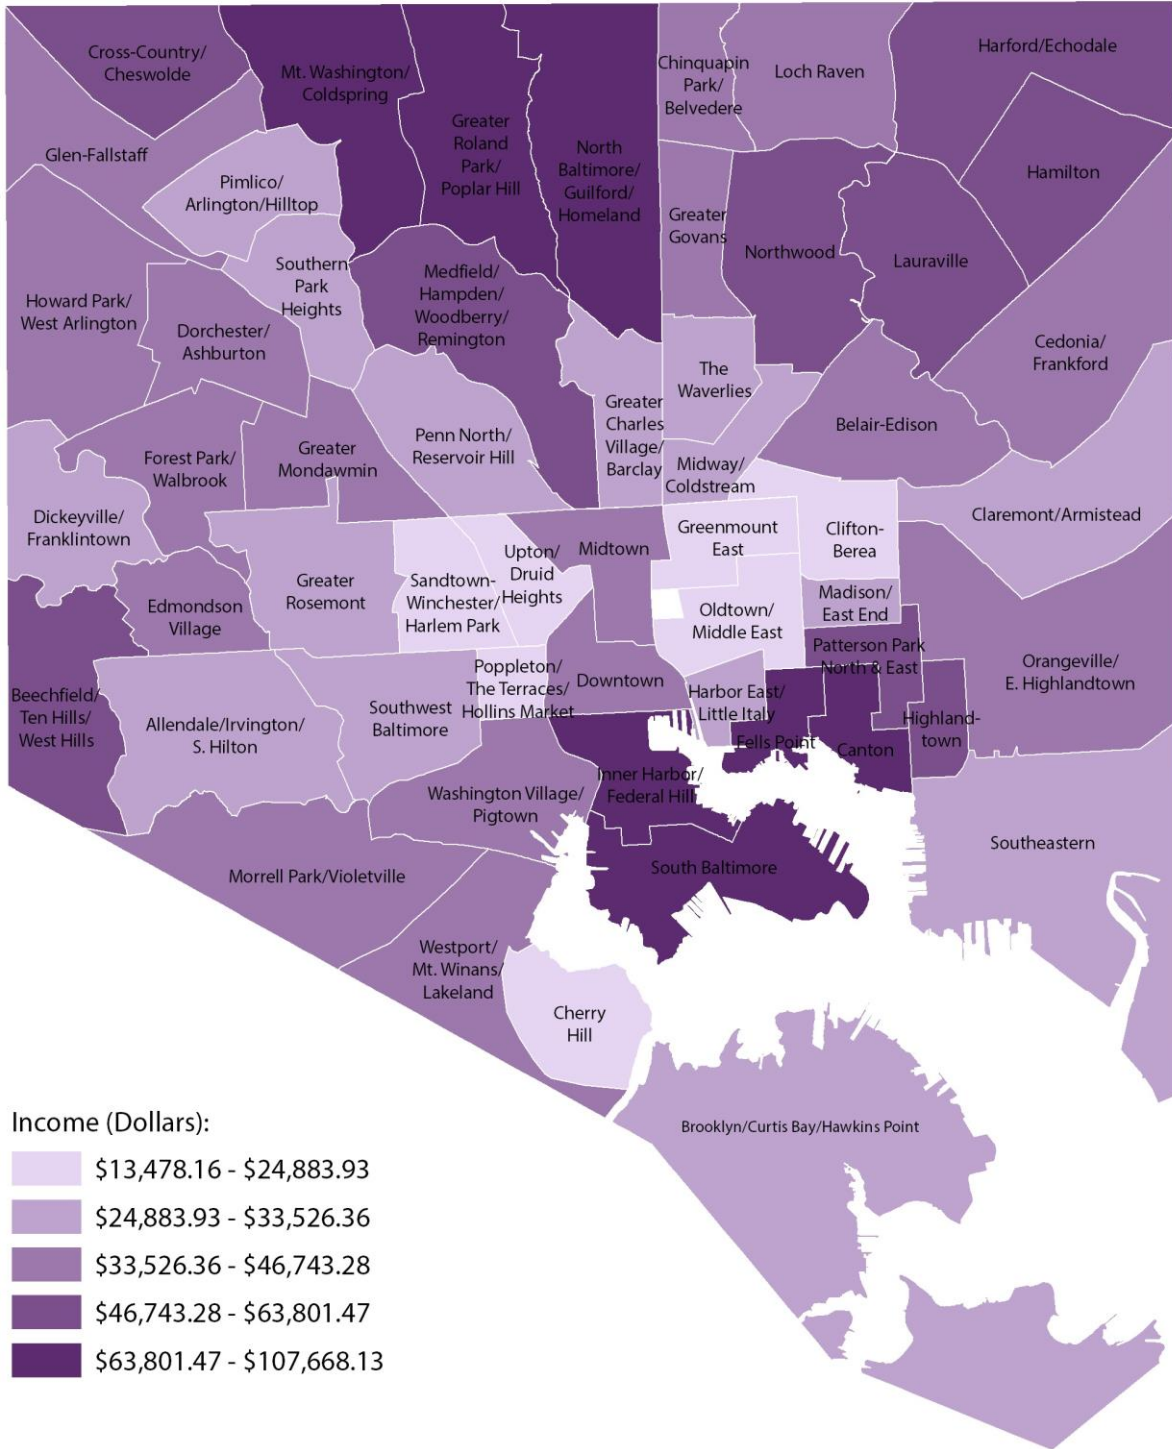 Cross-Country/
Cheswolde
Mt. Washington/
Coldspring
Greater
Roland
Park/
Poplar Hill
North
Baltimore/
Guilford/
Homeland
Chinquapin
Park/
Belvedere
Loch Raven
Harford/Echodale
Glen-Fallstaff
Pimlico/
Arlington/Hilltop
Hamilton
Greater
Govans
Northwood
Lauraville
Southern
Park
Heights
Medfield/
Hampden/
Woodberry/
Remington
Howard Park/
West Arlington
Dorchester/
Ashburton
Cedonia/
Frankford
The
Waverlies
Greater
Charles
Village/
Barclay
Belair-Edison
Penn North/
Reservoir Hill
Greater
Mondawmin
Forest Park/
Walbrook
Midway/
Coldstream
Dickeyville/
Franklintown
Claremont/Armistead
Greenmount
East
Clifton-
Berea
Midtown
Upton/
Druid
Heights
Greater
Rosemont
Sandtown-
Winchester/
Harlem Park
Edmondson
Village
Madison/
East End
Oldtown/
Middle East
Patterson Park
North & East
Orangeville/
E. Highlandtown
Poppleton/
The Terraces/
Hollins Market
Downtown
Harbor East/
Little Italy
Beechfield/
Ten Hills/
West Hills
Allendale/Irvington/
S. Hilton
Southwest
Baltimore
Highland-
town
Fells Point
Canton
Inner Harbor/
Federal Hill
Washington Village/
Pigtown
Southeastern
South Baltimore
Morrell Park/Violetville
Westport/
Mt. Winans/
Lakeland
Cherry
Hill
Brooklyn/Curtis Bay/Hawkins Point
Income (Dollars):
$13,478.16 - $24,883.93
$24,883.93 - $33,526.36
$33,526.36 - $46,743.28
$46,743.28 - $63,801.47
$63,801.47 - $107,668.13